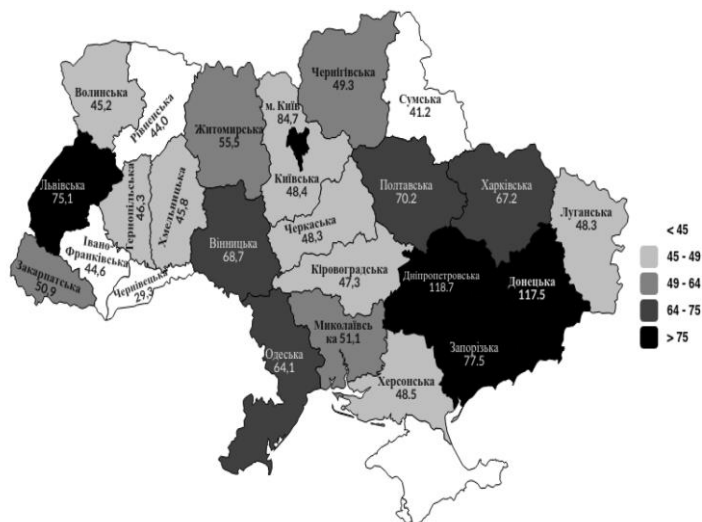 Волинська
45,2
Рівненська
44,0
Житомирська
55,5
м. Київ
84,7
Чернігівська
49.3
Сумська
41.2
Львівська
75,1
Тернопільська
46,3
Хмельницька
45,8
Київська
48,4
Полтавська
70.2
Харківська
67.2
Луганська
48.3
Івано
Франківська
44,6
Закарпатська
50,9
Чернівецька
29,3
Вінницька
68,7
Черкаська
48,3
Кіровоградська
47,3
Дніпропетровська
118.7
Донецька
117.5
Миколаївсь
ка 51,1
Одеська
64,1
Запорізька
77.5
Херсонська
48.5
< 45
45 - 49
49 - 64
64 - 75
> 75